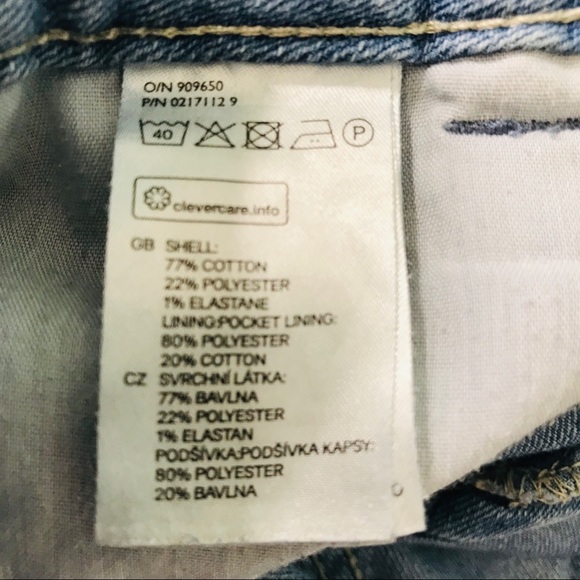 O/N 909650
P/N 0217112 9
40 P
clevercare.info
GB SHELL:
77% COTTON
22% POLYESTER
1% ELASTANE
LINING:POCKET LINING:
80% POLYESTER
20% COTTON
CZ SVRCHNÍ LÁTKA:
77% BAVLNA
22% POLYESTER
1% ELASTAN
PODŠÍVKA:PODŠÍVKA KAPSY:
80% POLYESTER
20% BAVLNA